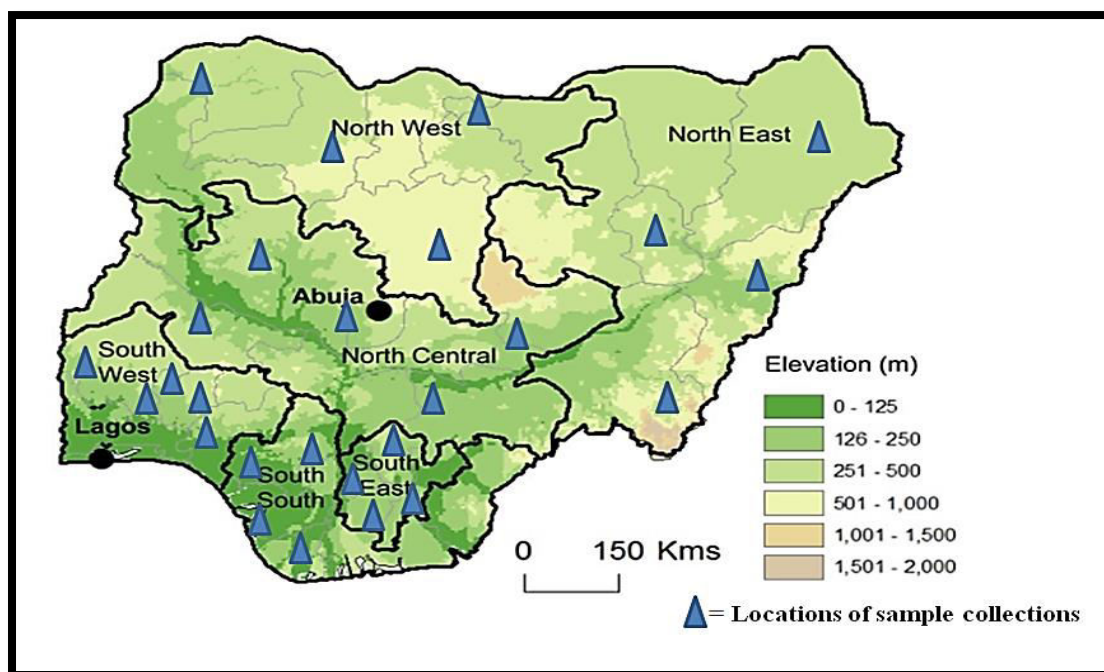 North West
North East
Abuja
North Central
South
West
Lagos
South
South
South
East
0 150 Kms
Elevation (m)
0 - 125
126 - 250
251 - 500
501 - 1,000
1,001 - 1,500
1,501 - 2,000
= Locations of sample collections